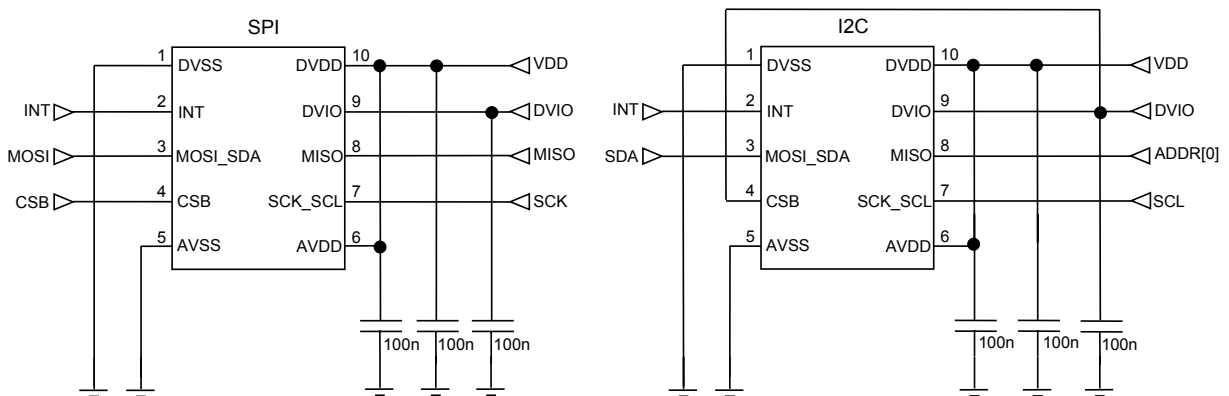 SPI
1 DVSS DVDD 10 VDD
INT 2 INT DVIO 9 DVIO
MOSI 3 MOSI_SDA MISO 8 MISO
CSB 4 CSB SCK_SCL 7 SCK
5 AVSS AVDD 6
100n 100n 100n
I2C
1 DVSS DVDD 10 VDD
INT 2 INT DVIO 9 DVIO
SDA 3 MOSI_SDA MISO 8 ADDR[0]
4 CSB SCK_SCL 7 SCL
5 AVSS AVDD 6
100n 100n 100n